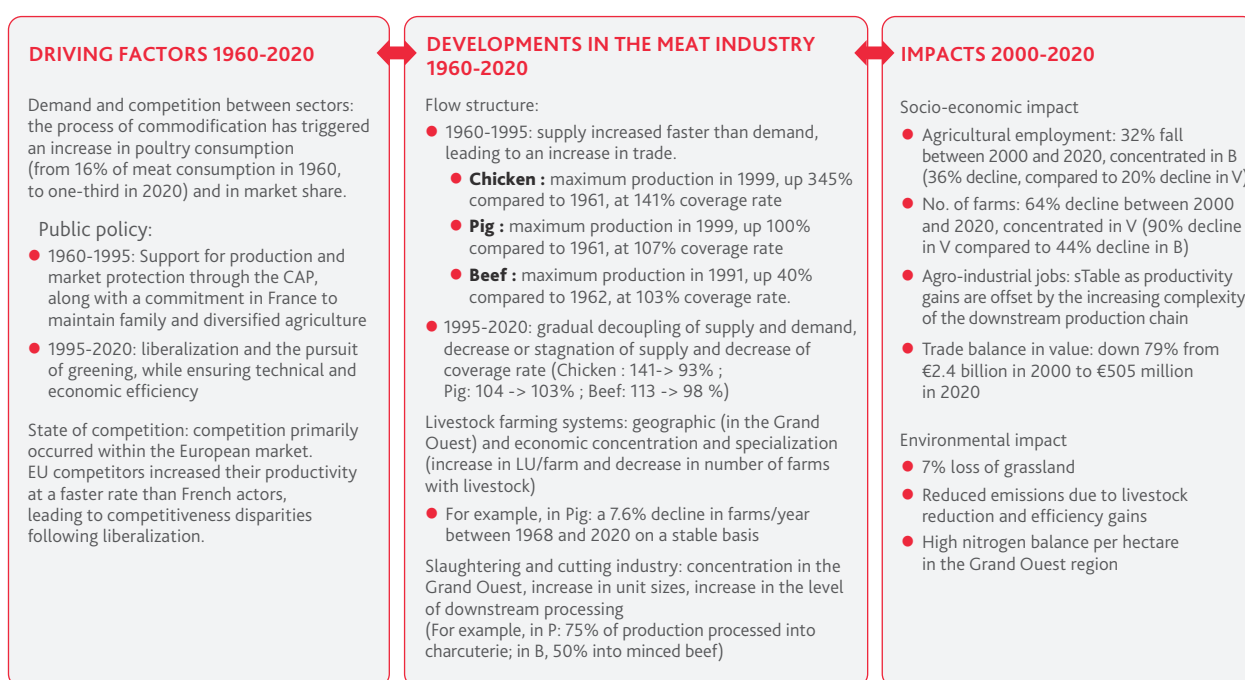 DRIVING FACTORS 1960-2020
Demand and competition between sectors:
the process of commodification has triggered
an increase in poultry consumption
(from 16% of meat consumption in 1960,
to one-third in 2020) and in market share.
Public policy:
1960-1995: Support for production and
market protection through the CAP,
along with a commitment in France to
maintain family and diversified agriculture
1995-2020: liberalization and the pursuit
of greening, while ensuring technical and
economic efficiency
State of competition: competition primarily
occurred within the European market.
EU competitors increased their productivity
at a faster rate than French actors,
leading to competitiveness disparities
following liberalization.
DEVELOPMENTS IN THE MEAT INDUSTRY
1960-2020
Flow structure:
1960-1995: supply increased faster than demand,
leading to an increase in trade.
Chicken : maximum production in 1999, up 345%
compared to 1961, at 141% coverage rate
Pig : maximum production in 1999, up 100%
compared to 1961, at 107% coverage rate
Beef : maximum production in 1991, up 40%
compared to 1962, at 103% coverage rate.
1995-2020: gradual decoupling of supply and demand,
decrease or stagnation of supply and decrease of
coverage rate (Chicken : 141-> 93% ;
Pig: 104 -> 103% ; Beef: 113 -> 98 %)
Livestock farming systems: geographic (in the Grand
Ouest) and economic concentration and specialization
(increase in LU/farm and decrease in number of farms
with livestock)
For example, in Pig: a 7.6% decline in farms/year
between 1968 and 2020 on a stable basis
Slaughtering and cutting industry: concentration in the
Grand Ouest, increase in unit sizes, increase in the level
of downstream processing
(For example, in P: 75% of production processed into
charcuterie; in B, 50% into minced beef)
IMPACTS 2000-2020
Socio-economic impact
Agricultural employment: 32% fall
between 2000 and 2020, concentrated in B
(36% decline, compared to 20% decline in V)
No. of farms: 64% decline between 2000
and 2020, concentrated in V (90% decline
in V compared to 44% decline in B)
Agro-industrial jobs: sTable as productivity
gains are offset by the increasing complexity
of the downstream production chain
Trade balance in value: down 79% from
€2.4 billion in 2000 to €505 million
in 2020
Environmental impact
7% loss of grassland
Reduced emissions due to livestock
reduction and efficiency gains
High nitrogen balance per hectare
in the Grand Ouest region